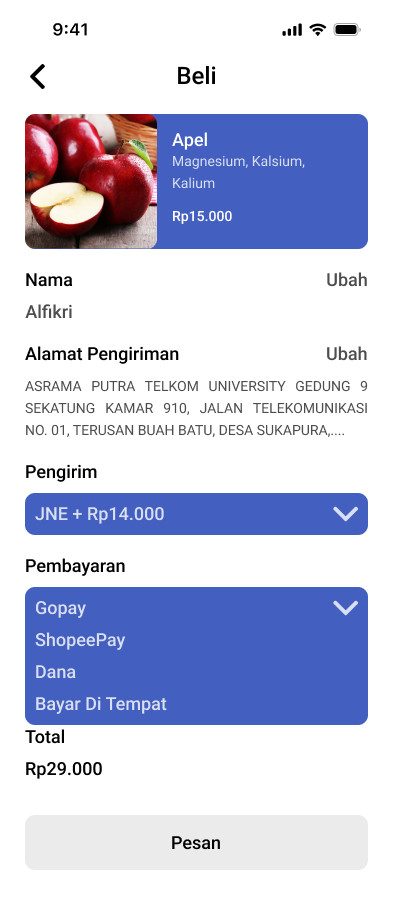 9:41
Beli
Apel
Magnesium, Kalsium,
Kalium
Rp15.000
Nama
Ubah
Alfikri
Alamat Pengiriman
Ubah
ASRAMA PUTRA TELKOM UNIVERSITY GEDUNG 9
SEKATUNG KAMAR 910, JALAN TELEKOMUNIKASI
NO. 01, TERUSAN BUAH BATU, DESA SUKAPURA,....
Pengirim
JNE + Rp14.000
Pembayaran
Gopay
ShopeePay
Dana
Bayar Di Tempat
Total
Rp29.000
Pesan